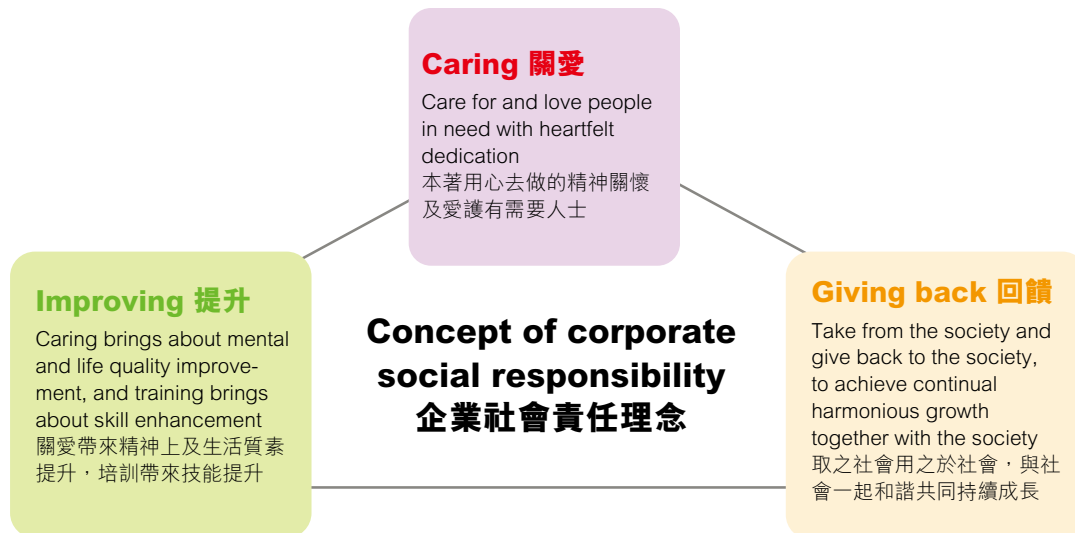 Caring 關愛
Care for and love people
in need with heartfelt
dedication
本著用心去做的精神關懷
及愛護有需要人士
Improving 提升
Caring brings about mental
and life quality improve-
ment, and training brings
about skill enhancement
關愛帶來精神上及生活質素
提升，培訓帶來技能提升
Concept of corporate
social responsibility
企業社會責任理念
Giving back 回饋
Take from the society and
give back to the society,
to achieve continual
harmonious growth
together with the society
取之社會用之於社會，與社
會一起和諧共同持續成長